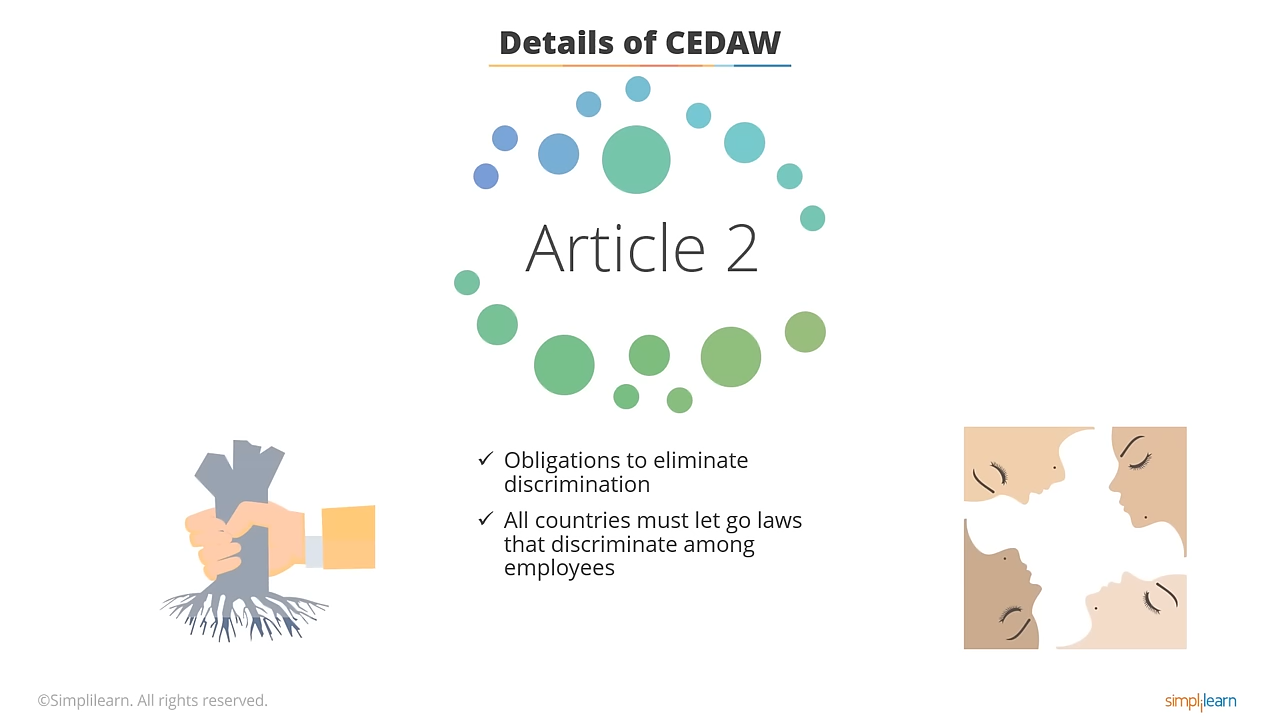 Details of CEDAW
Article 2
✓ Obligations to eliminate
discrimination
✓ All countries must let go laws
that discriminate among
employees
©Simplilearn. All rights reserved.
simplilearn